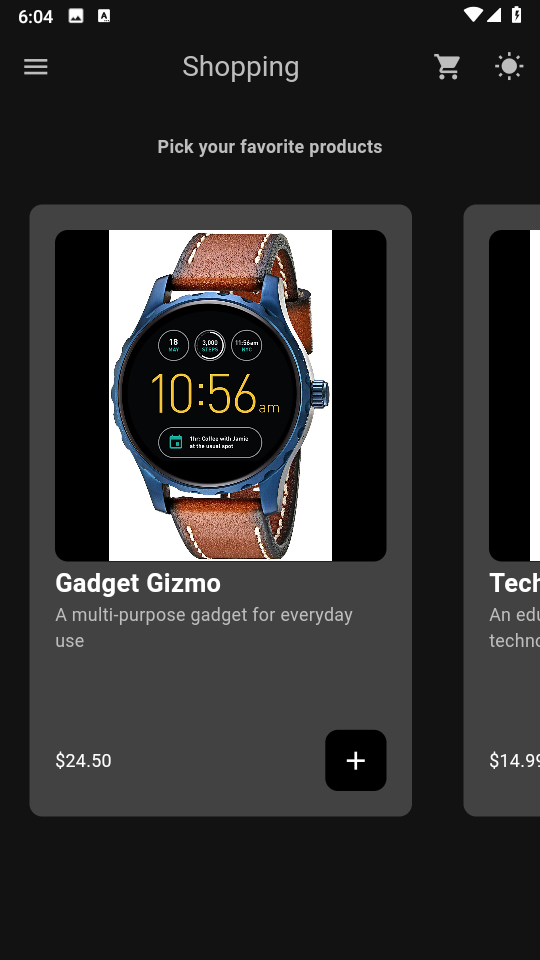 6:04
Shopping
Pick your favorite products
18
MAY
3,000
STEPS
11:56am
NYC
10:56am
1hr: Coffee with Jamie
at the usual spot
Gadget Gizmo
A multi-purpose gadget for everyday
use
$24.50
+
Tech
An edu
techno
$14.99